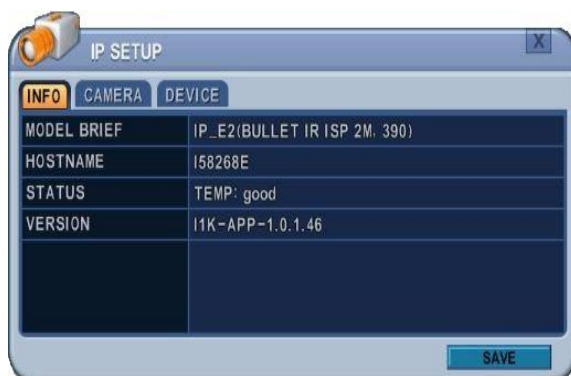 IP SETUP
X
INFO CAMERA DEVICE
MODEL BRIEF IP_E2(BULLET IR ISP 2M, 390)
HOSTNAME I58268E
STATUS TEMP: good
VERSION I1K-APP-1.0.1.46
SAVE